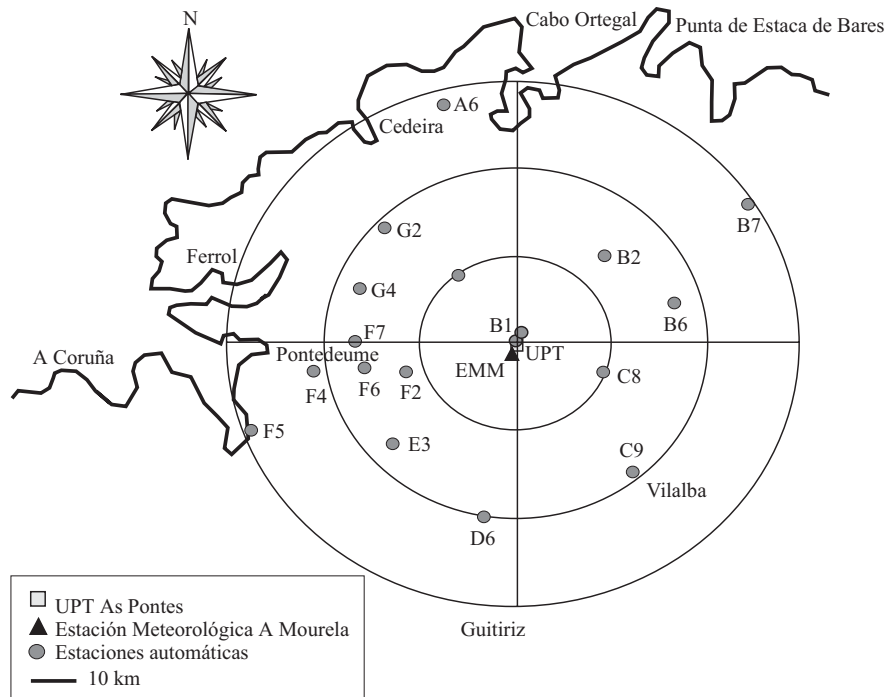 N
Cabo Ortegal
Punta de Estaca de Bares
A6
Cedeira
B7
G2
Ferrol
B2
G4
B6
B1
F7
A Coruña
Pontedeume
UPT
EMM
F4
F6
F2
C8
F5
E3
C9
Vilalba
D6
UPT As Pontes
Estación Meteorológica A Mourela
Estaciones automáticas
10 km
Guitiriz